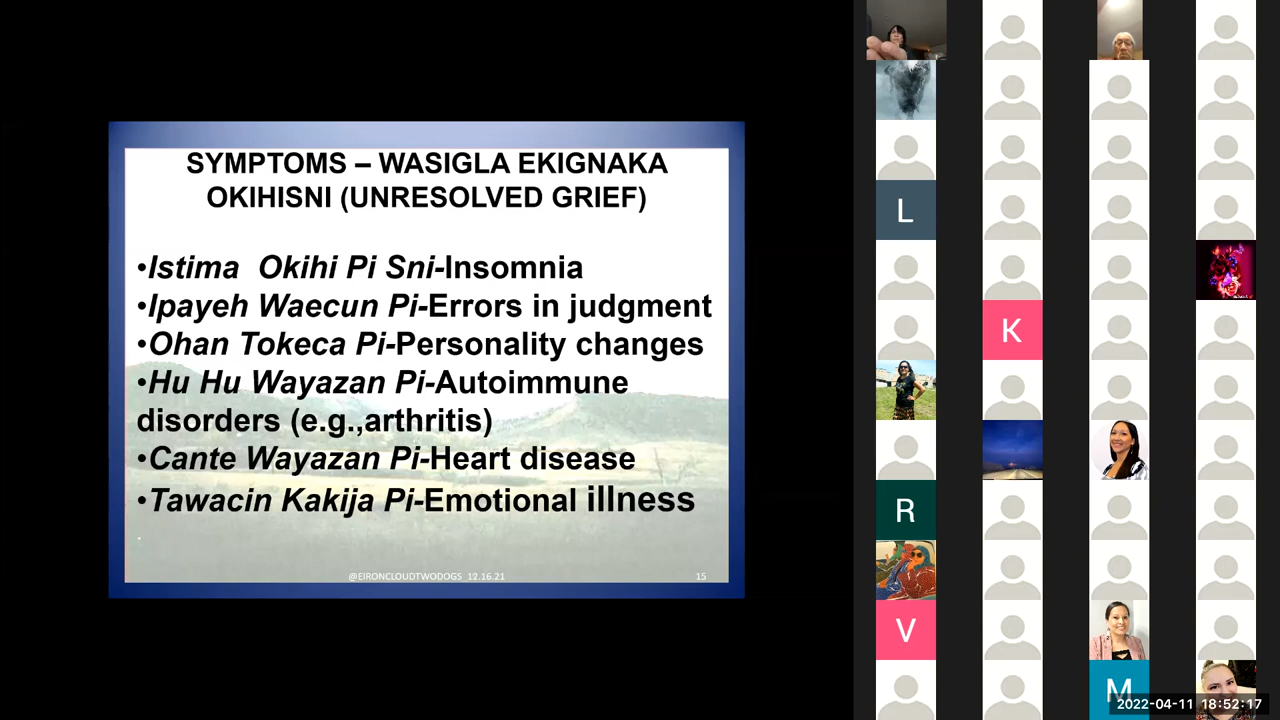 SYMPTOMS – WASIGLA EKIGNAKA
OKIHISNI (UNRESOLVED GRIEF)
•Istima Okihi Pi Sni-Insomnia
•Ipayeh Waecun Pi-Errors in judgment
•Ohan Tokeca Pi-Personality changes
•Hu Hu Wayazan Pi-Autoimmune
disorders (e.g.,arthritis)
•Cante Wayazan Pi-Heart disease
•Tawacin Kakija Pi-Emotional illness
@EIRONCLOUDTWODOGS 12.16.21
15
L
K
R
V
M
2022-04-11 18:52:17